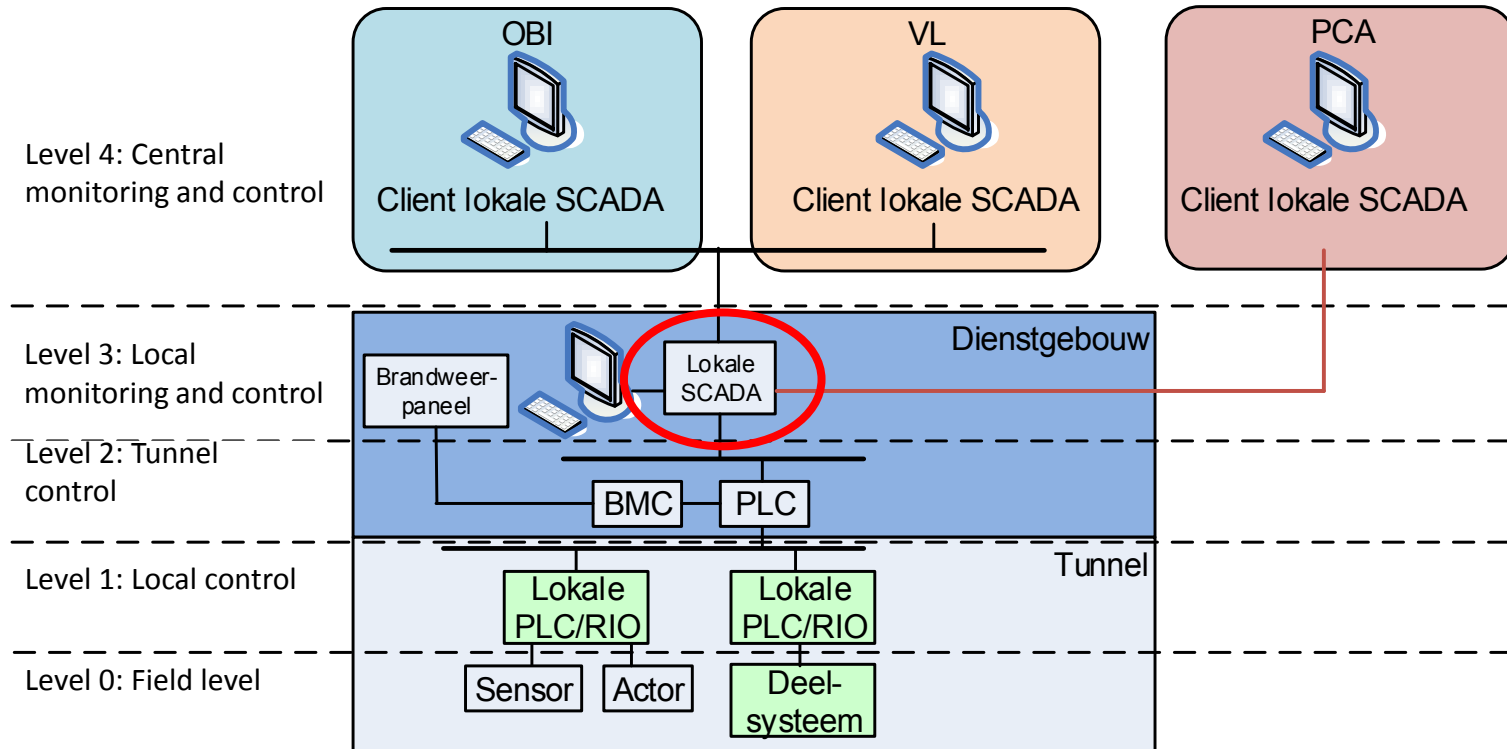 OBI
VL
PCA
Level 4: Central
monitoring and control
Client lokale SCADA
Client lokale SCADA
Client lokale SCADA
Level 3: Local
monitoring and control
Dienstgebouw
Brandweer-
paneel
Lokale
SCADA
Level 2: Tunnel
control
BMC
PLC
Tunnel
Level 1: Local control
Lokale
PLC/RIO
Lokale
PLC/RIO
Level 0: Field level
Sensor
Actor
Deel-
systeem